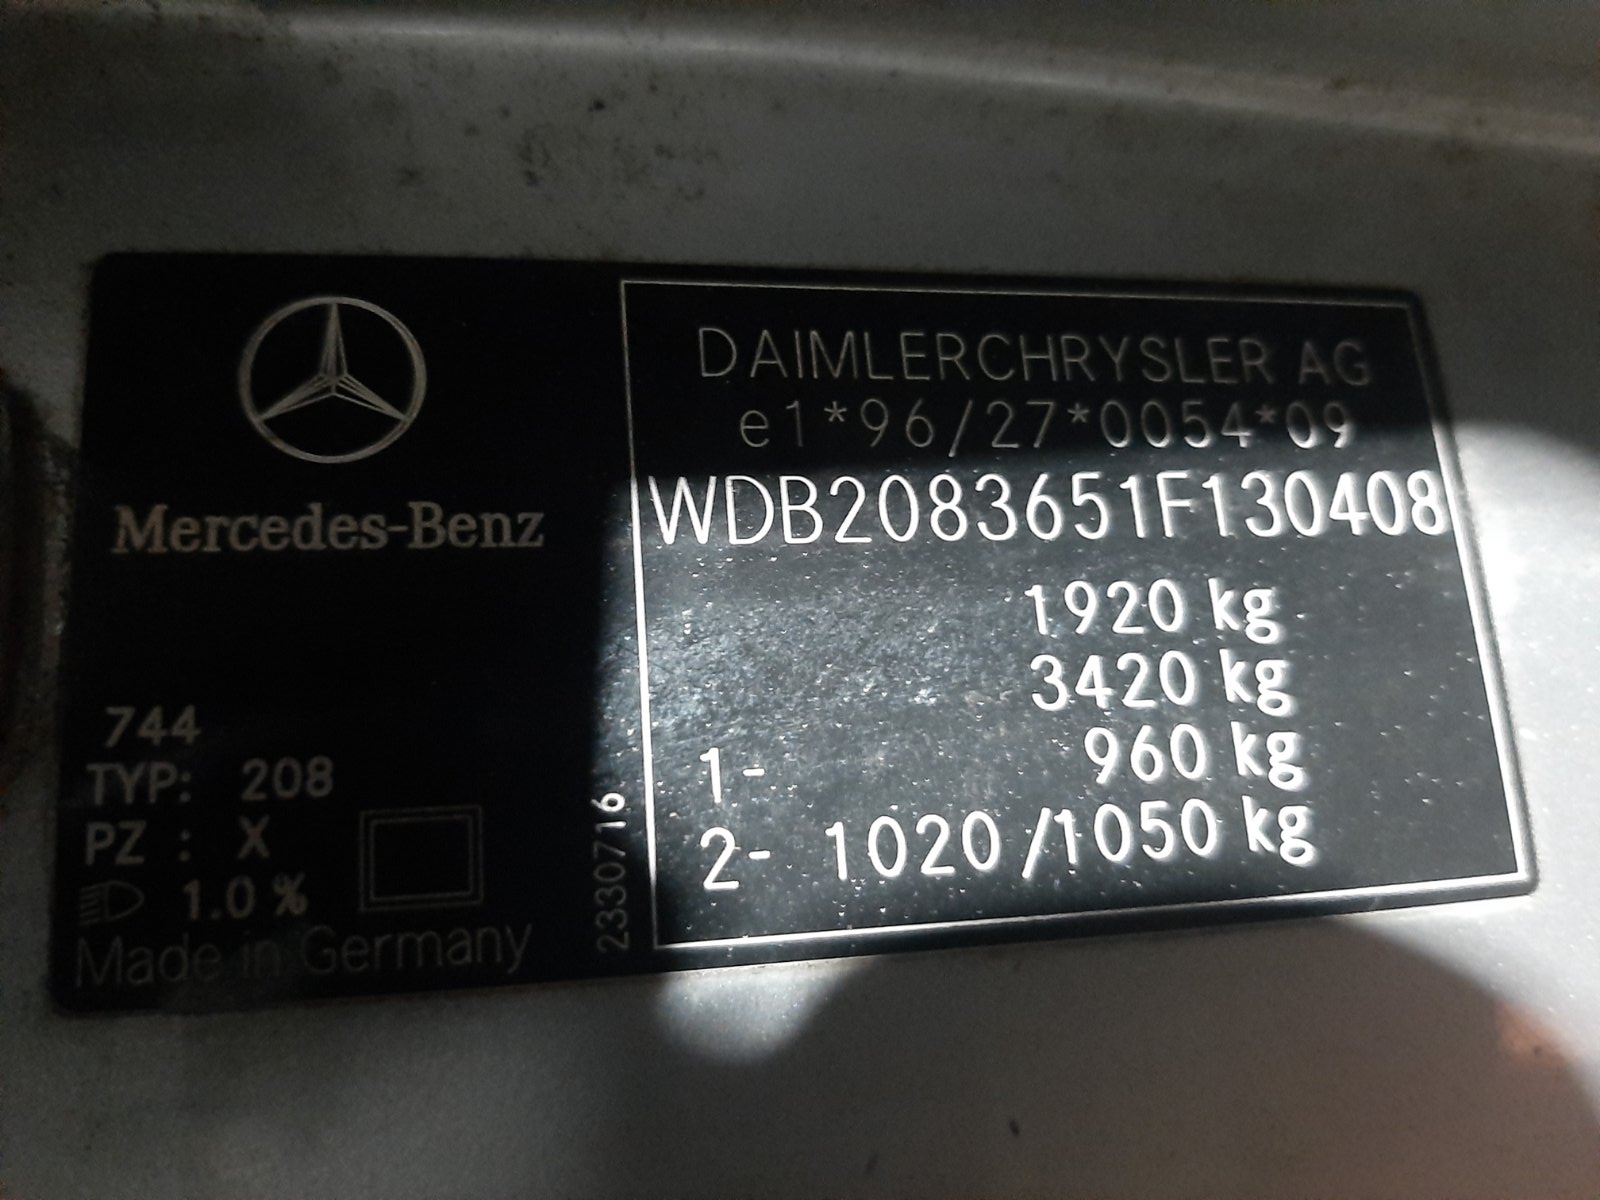 Mercedes-Benz
744
TYP: 208
PZ : X
1.0 %
Made in Germany
2330716
DAIMLERCHRYSLER AG
e1*96/27*0054*09
WDB2083651F130408
1920 kg
3420 kg
1- 960 kg
2- 1020/1050 kg